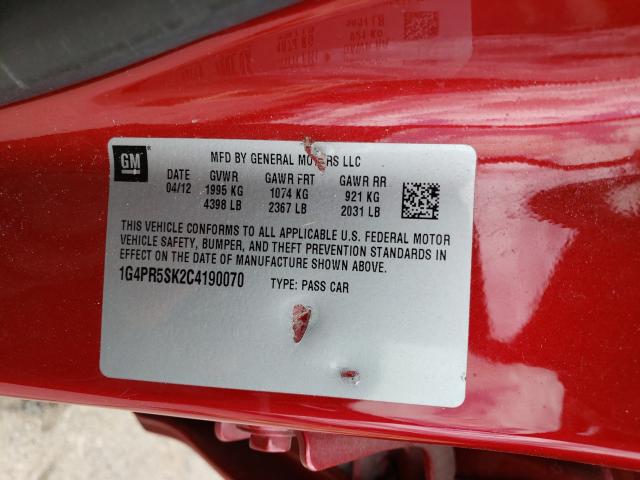 GM
MFD BY GENERAL MOTORS LLC
DATE GVWR GAWR FRT GAWR RR
04/12 1995 KG 1074 KG 921 KG
4398 LB 2367 LB 2031 LB
THIS VEHICLE CONFORMS TO ALL APPLICABLE U.S. FEDERAL MOTOR
VEHICLE SAFETY, BUMPER, AND THEFT PREVENTION STANDARDS IN
EFFECT ON THE DATE OF MANUFACTURE SHOWN ABOVE.
1G4PR5SK2C4190070 TYPE: PASS CAR